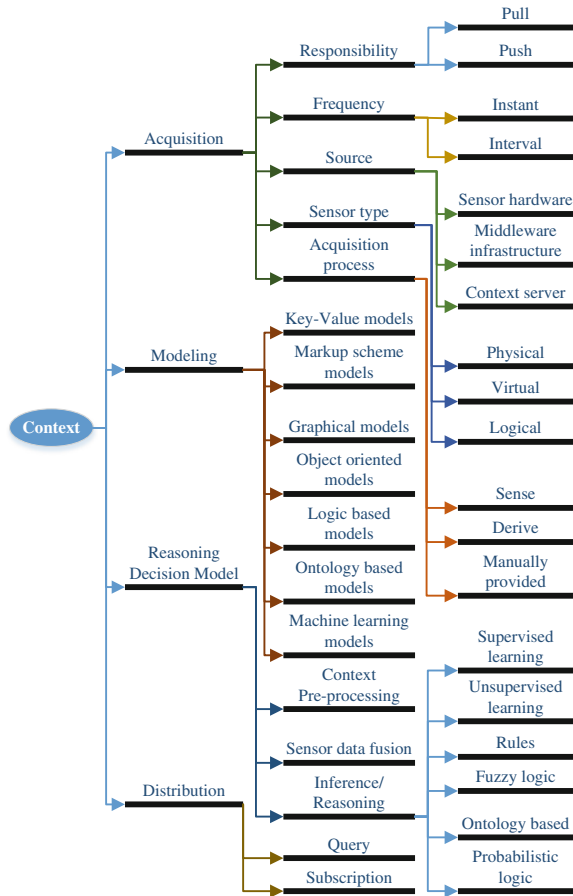 Context
Acquisition
Modeling
Reasoning
Decision Model
Distribution
Responsibility
Frequency
Source
Sensor type
Acquisition
process
Key-Value models
Markup scheme
models
Graphical models
Object oriented
models
Logic based
models
Ontology based
models
Machine learning
models
Context
Pre-processing
Sensor data fusion
Inference/
Reasoning
Query
Subscription
Pull
Push
Instant
Interval
Sensor hardware
Middleware
infrastructure
Context server
Physical
Virtual
Logical
Sense
Derive
Manually
provided
Supervised
learning
Unsupervised
learning
Rules
Fuzzy logic
Ontology based
Probabilistic
logic